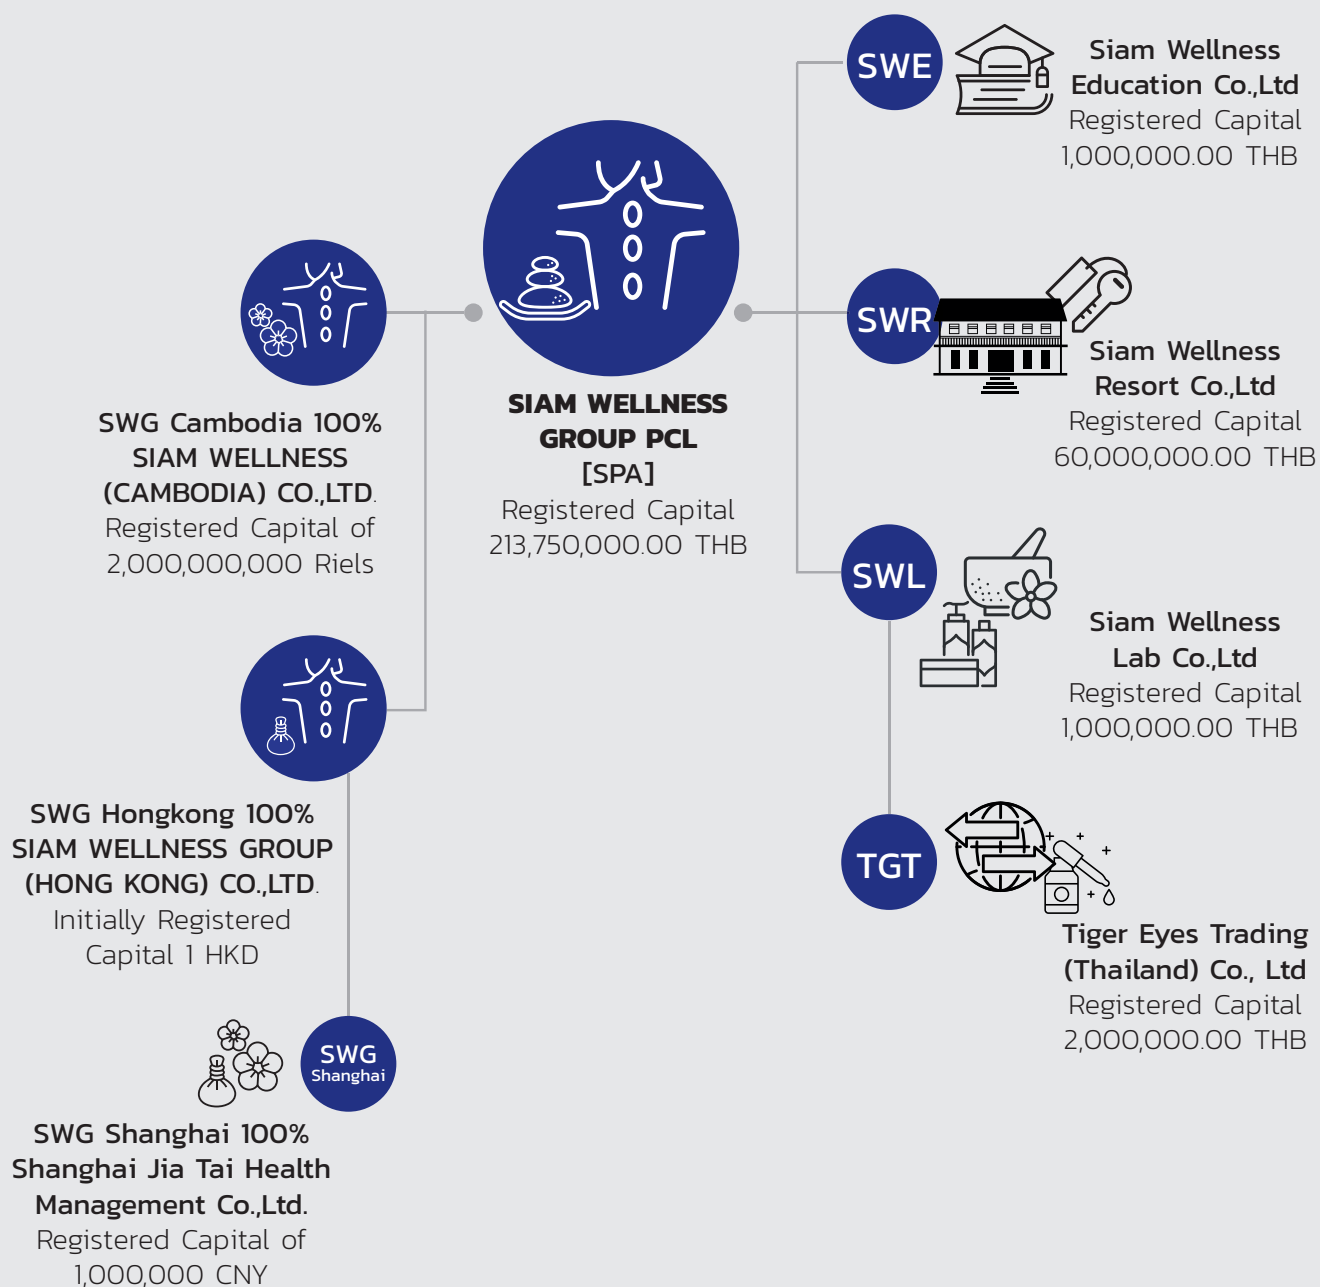 SWE
Siam Wellness
Education Co.,Ltd
Registered Capital
1,000,000.00 THB
SWR
Siam Wellness
Resort Co.,Ltd
Registered Capital
60,000,000.00 THB
SIAM WELLNESS
GROUP PCL
[SPA]
Registered Capital
213,750,000.00 THB
SWG Cambodia 100%
SIAM WELLNESS
(CAMBODIA) CO.,LTD.
Registered Capital of
2,000,000,000 Riels
SWL
Siam Wellness
Lab Co.,Ltd
Registered Capital
1,000,000.00 THB
SWG Hongkong 100%
SIAM WELLNESS GROUP
(HONG KONG) CO.,LTD.
Initially Registered
Capital 1 HKD
TGT
Tiger Eyes Trading
(Thailand) Co., Ltd
Registered Capital
2,000,000.00 THB
SWG
Shanghai
SWG Shanghai 100%
Shanghai Jia Tai Health
Management Co.,Ltd.
Registered Capital of
1,000,000 CNY